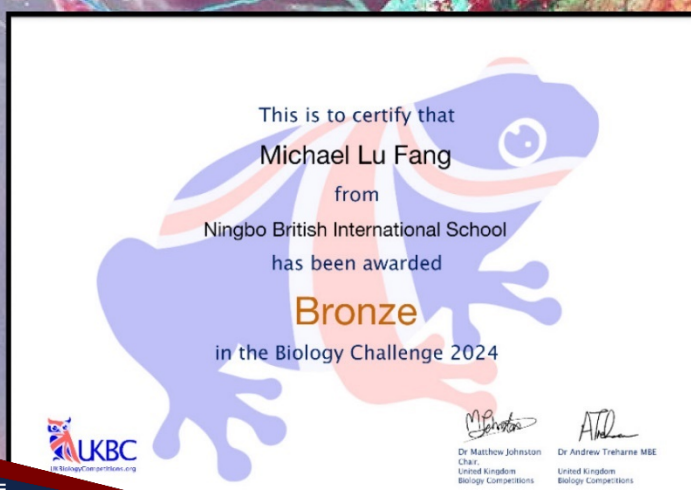 This is to certify that
Michael Lu Fang
from
Ningbo British International School
has been awarded
Bronze
in the Biology Challenge 2024
UKBC
UKBiologyCompetitions.org
Dr Matthew Johnston
Chair,
United Kingdom
Biology Competitions
Dr Andrew Treharne MBE
United Kingdom
Biology Competitions